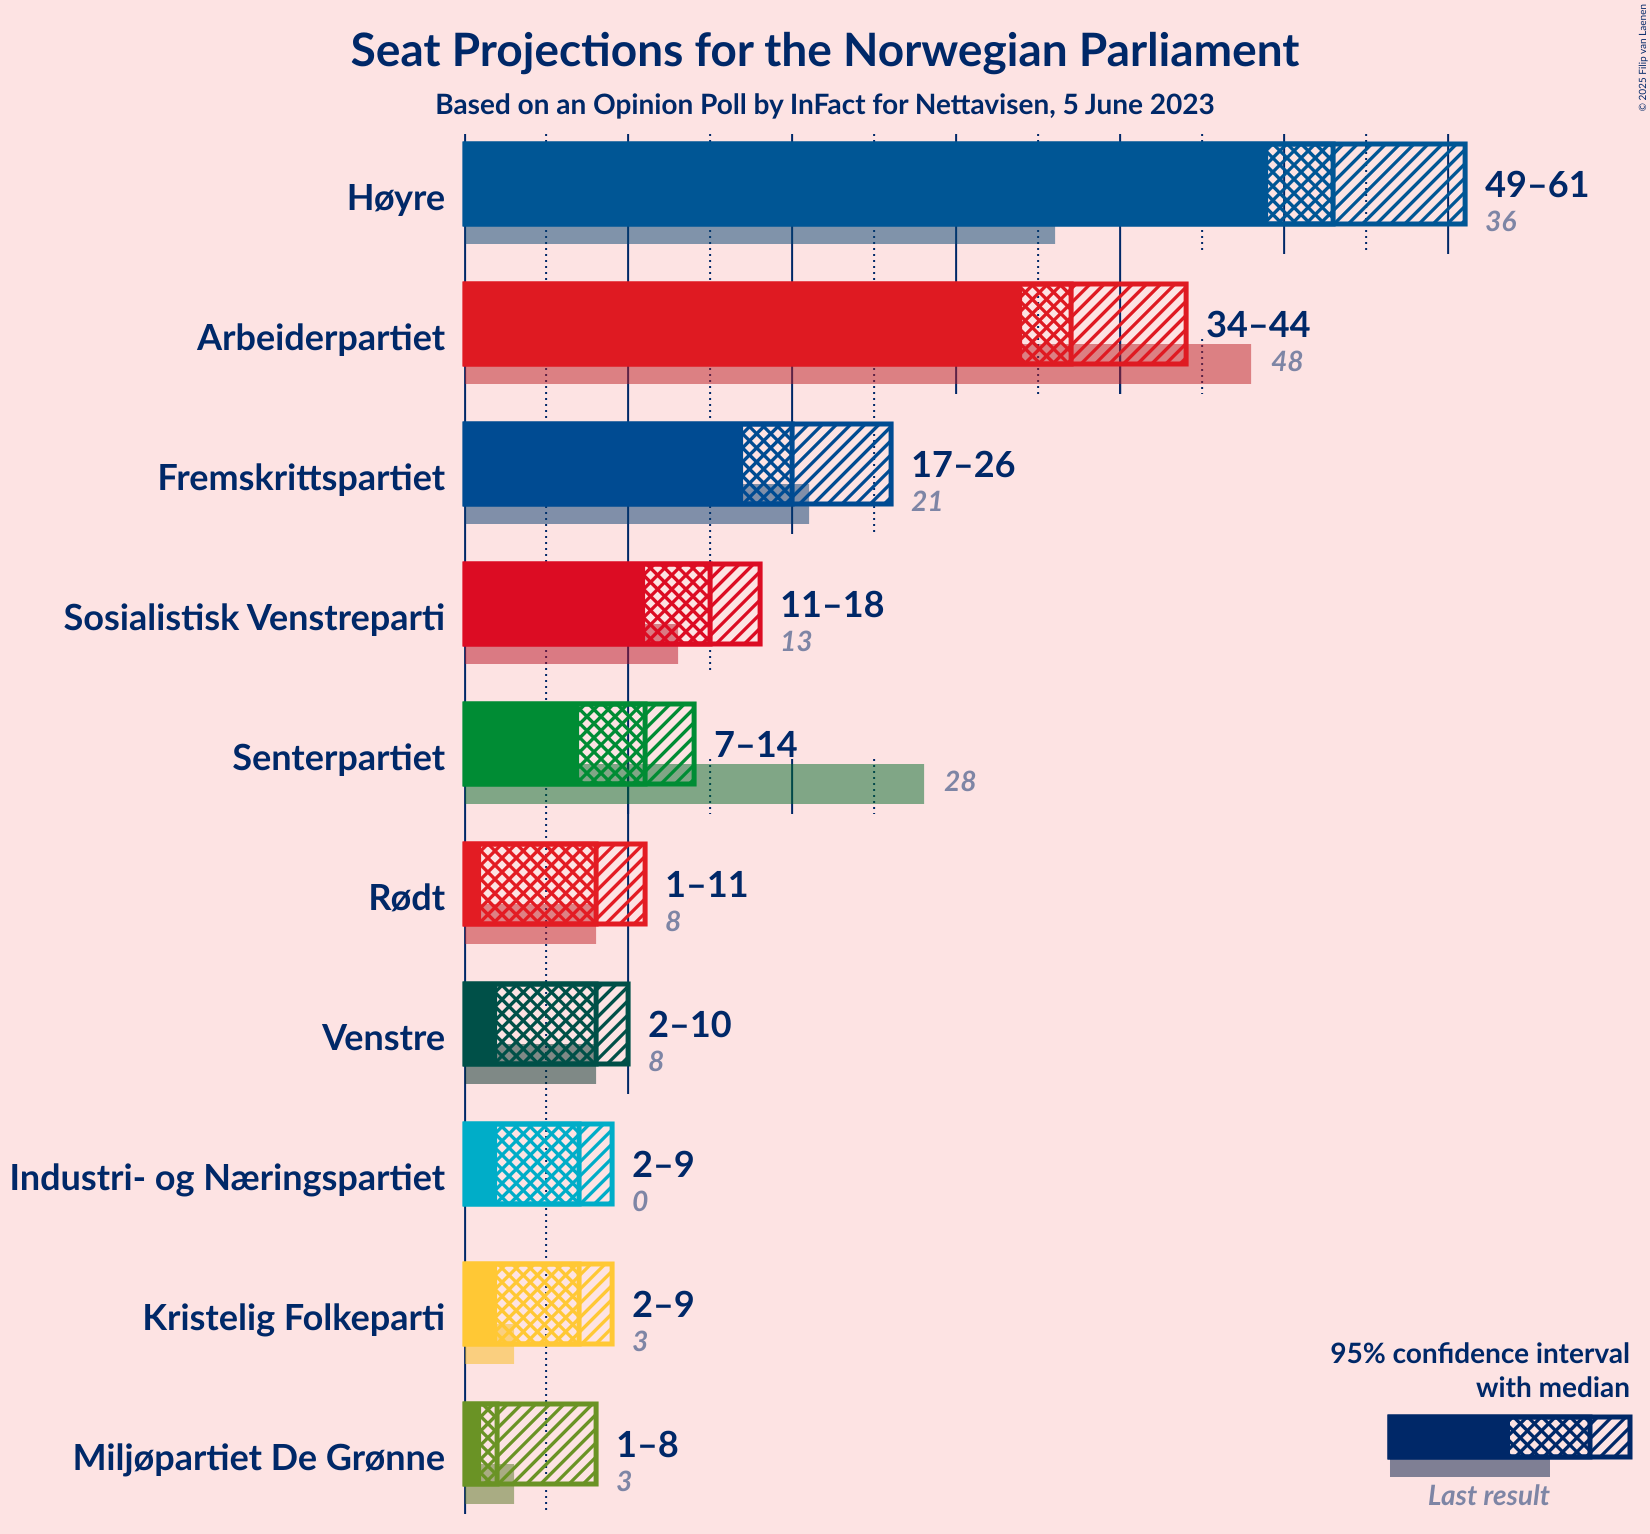 Seat Projections for the Norwegian Parliament
Based on an Opinion Poll by InFact for Nettavisen, 5 June 2023
© 2025 Filip van Laenen
Høyre
49–61
36
Arbeiderpartiet
34–44
48
Fremskrittspartiet
17–26
21
Sosialistisk Venstreparti
11–18
13
Senterpartiet
7–14
28
Rødt
1–11
8
Venstre
2–10
8
Industri- og Næringspartiet
2–9
0
Kristelig Folkeparti
2–9
3
Miljøpartiet De Grønne
1–8
3
95% confidence interval
with median
Last result